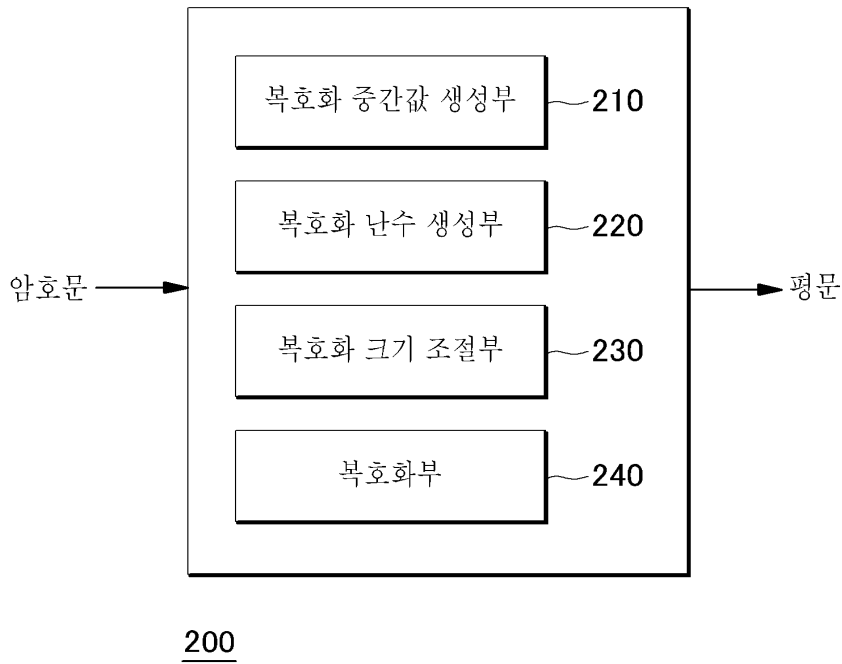 복호화 중간값 생성부
210
복호화 난수 생성부
220
암호문
평문
복호화 크기 조절부
230
복호화부
240
200